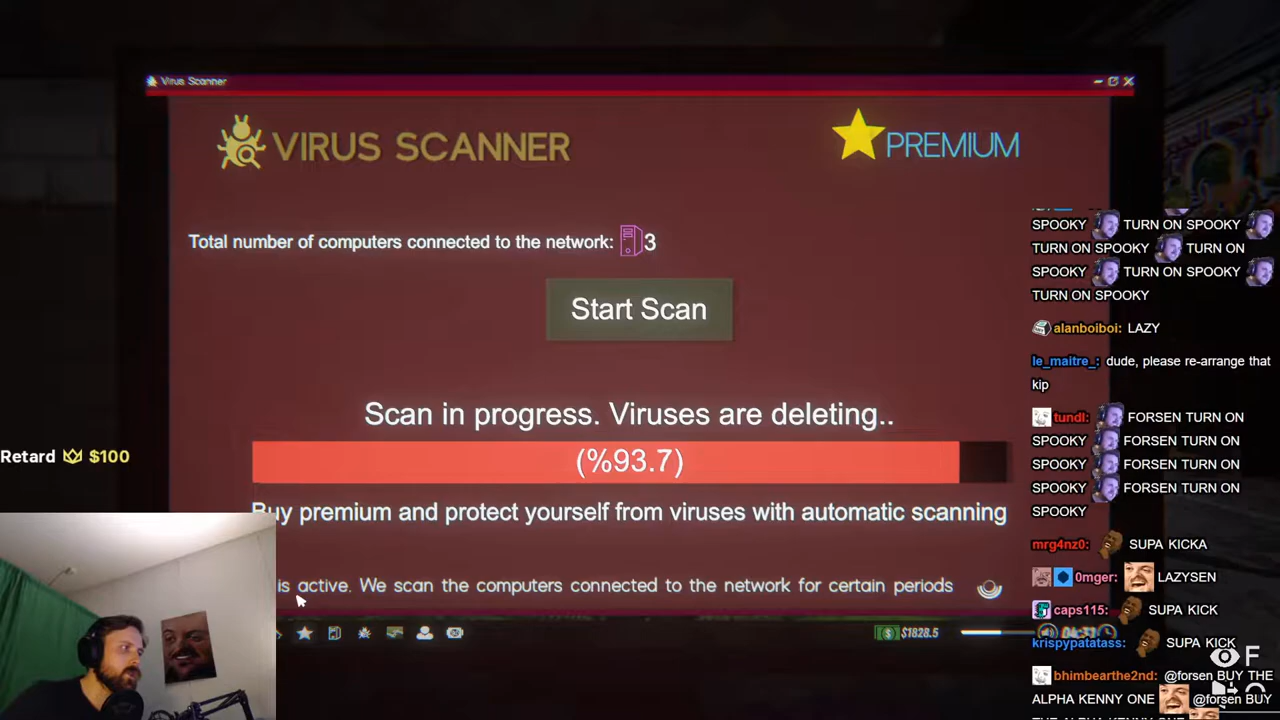 Virus Scanner
VIRUS SCANNER
PREMIUM
Total number of computers connected to the network: 3
Start Scan
Scan in progress. Viruses are deleting..
(%93.7)
Buy premium and protect yourself from viruses with automatic scanning
is active. We scan the computers connected to the network for certain periods
$1828.5
Retard $100
SPOOKY TURN ON SPOOKY
TURN ON SPOOKY TURN ON
SPOOKY TURN ON SPOOKY
TURN ON SPOOKY
alanboiboi: LAZY
le_maitre_: dude, please re-arrange that
kip
tundl: FORSEN TURN ON
SPOOKY FORSEN TURN ON
SPOOKY FORSEN TURN ON
SPOOKY FORSEN TURN ON
SPOOKY
mrg4nz0: SUPA KICKA
0mger: LAZYSEN
caps115: SUPA KICK
krispypatatass: SUPA KICK
F
bhimbearthe2nd: @forsen BUY THE
ALPHA KENNY ONE @forsen BUY